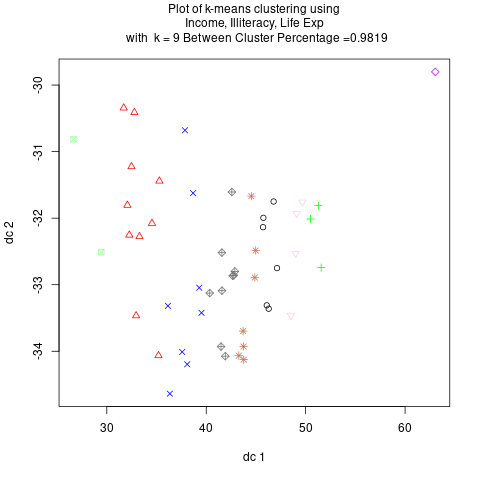 Plot of k-means clustering using
Income, Illiteracy, Life Exp
with  k = 9 Between Cluster Percentage =0.9819
-30
-31
-32
-33
-34
dc 2
30 40 50 60
dc 1